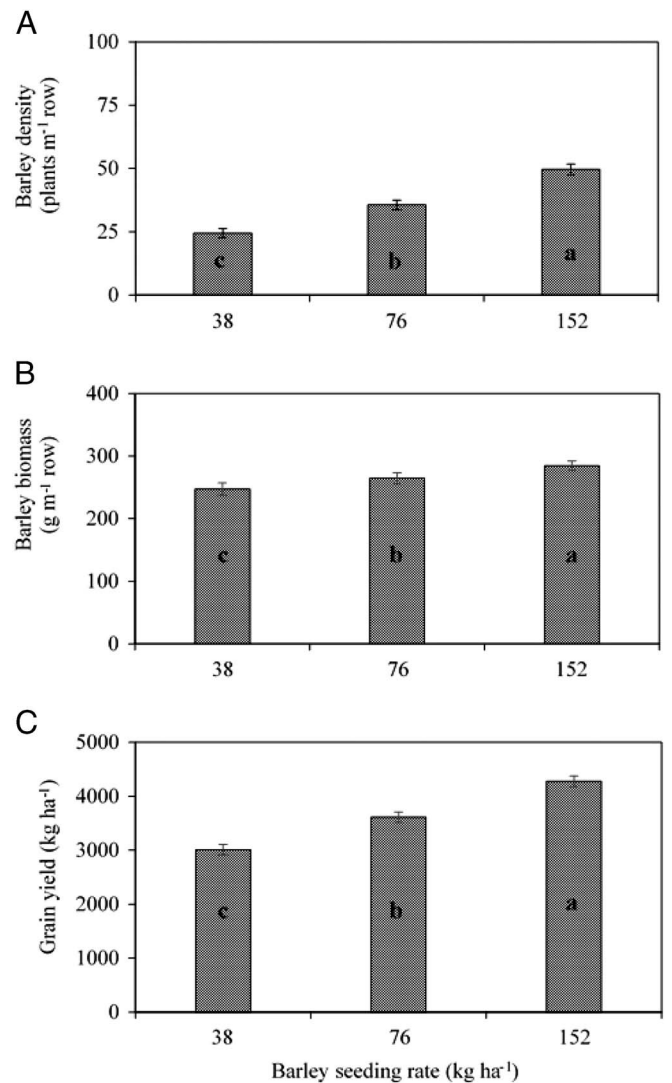 A
Barley density
(plants m⁻¹ row)
100
75
50
25
0
c
b
a
38
76
152
B
Barley biomass
(g m⁻¹ row)
400
300
200
100
0
c
b
a
38
76
152
C
Grain yield (kg ha⁻¹)
5000
4000
3000
2000
1000
0
c
b
a
38
76
152
Barley seeding rate (kg ha⁻¹)